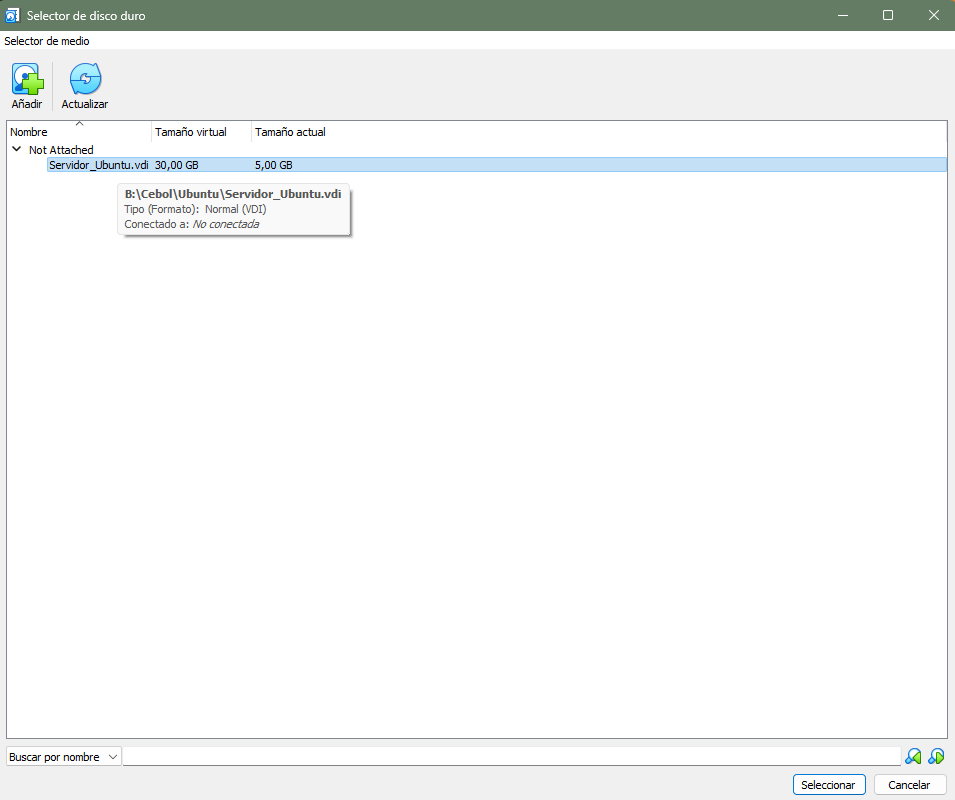 Selector de disco duro
Selector de medio
Añadir
Actualizar
Nombre Tamaño virtual Tamaño actual
Not Attached
Servidor_Ubuntu.vdi 30,00 GB 5,00 GB
B:\Cebol\Ubuntu\Servidor_Ubuntu.vdi
Tipo (Formato): Normal (VDI)
Conectado a: No conectada
Buscar por nombre
Seleccionar Cancelar